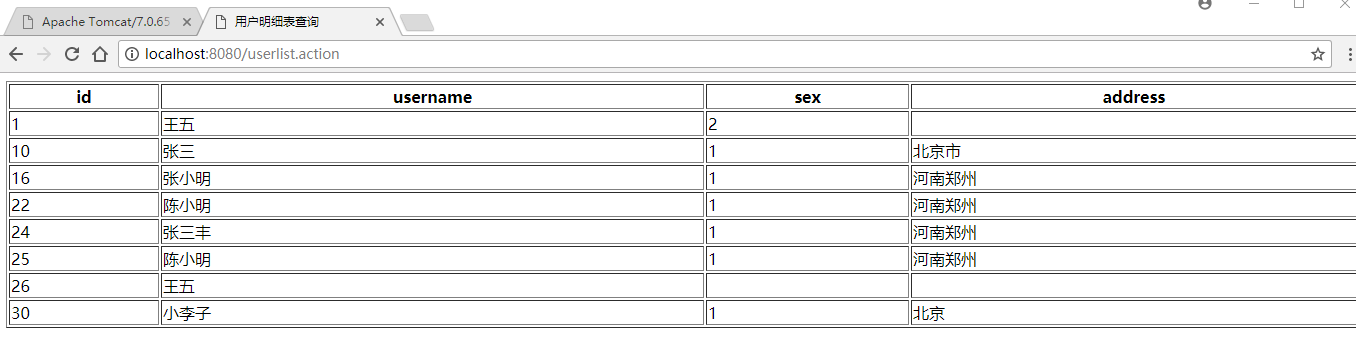 Apache Tomcat/7.0.65
用户明细表查询
localhost:8080/userlist.action
id username sex address
1 王五 2
10 张三 1 北京市
16 张小明 1 河南郑州
22 陈小明 1 河南郑州
24 张三丰 1 河南郑州
25 陈小明 1 河南郑州
26 王五
30 小李子 1 北京